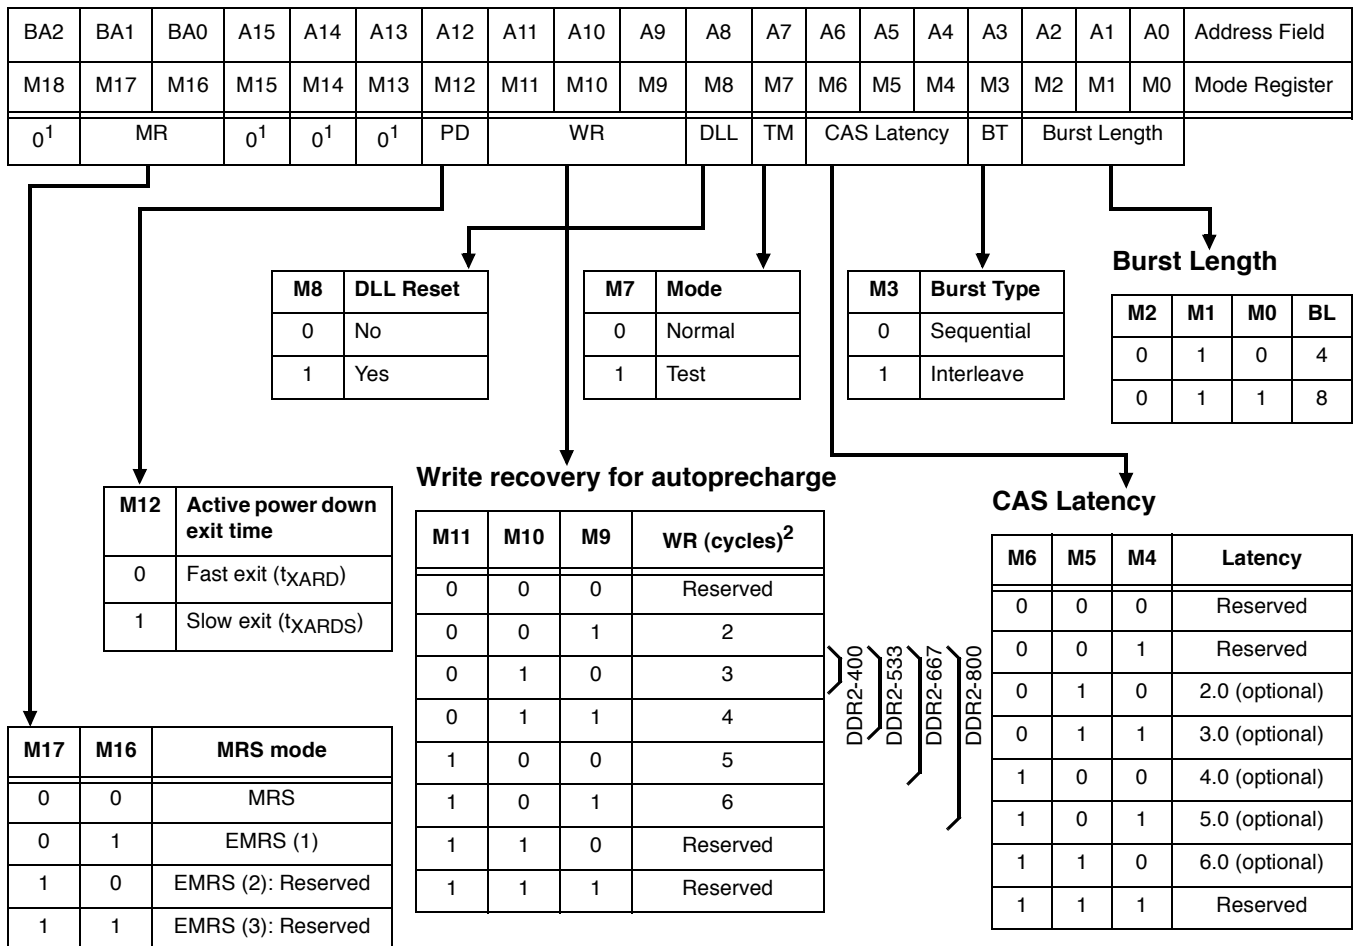 BA2 BA1 BA0 A15 A14 A13 A12 A11 A10 A9 A8 A7 A6 A5 A4 A3 A2 A1 A0 Address Field
M18 M17 M16 M15 M14 M13 M12 M11 M10 M9 M8 M7 M6 M5 M4 M3 M2 M1 M0 Mode Register
0¹ MR 0¹ 0¹ 0¹ PD WR DLL TM CAS Latency BT Burst Length
M8 DLL Reset
0 No
1 Yes
M7 Mode
0 Normal
1 Test
M3 Burst Type
0 Sequential
1 Interleave
Burst Length
M2 M1 M0 BL
0 1 0 4
0 1 1 8
M12 Active power down
exit time
0 Fast exit (tXARD)
1 Slow exit (tXARDS)
Write recovery for autoprecharge
M11 M10 M9 WR (cycles)²
0 0 0 Reserved
0 0 1 2
0 1 0 3
0 1 1 4
1 0 0 5
1 0 1 6
1 1 0 Reserved
1 1 1 Reserved
DDR2-400
DDR2-533
DDR2-667
DDR2-800
CAS Latency
M6 M5 M4 Latency
0 0 0 Reserved
0 0 1 Reserved
0 1 0 2.0 (optional)
0 1 1 3.0 (optional)
1 0 0 4.0 (optional)
1 0 1 5.0 (optional)
1 1 0 6.0 (optional)
1 1 1 Reserved
M17 M16 MRS mode
0 0 MRS
0 1 EMRS (1)
1 0 EMRS (2): Reserved
1 1 EMRS (3): Reserved